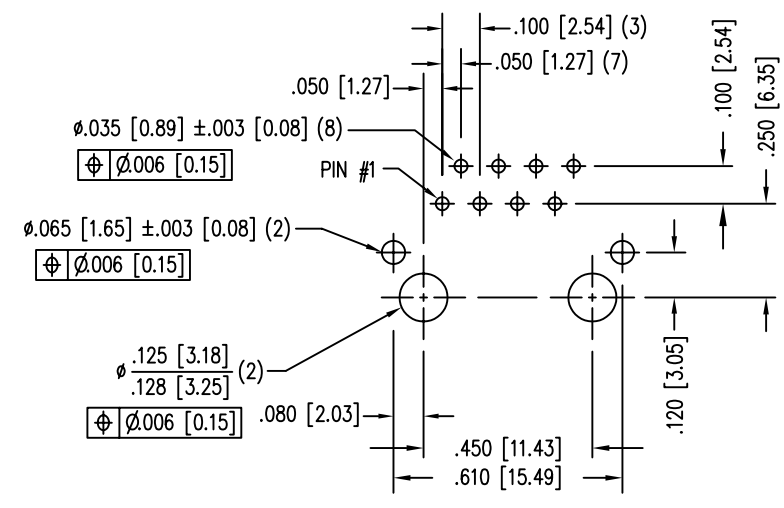 .100 [2.54] (3)
.050 [1.27] (7)
.050 [1.27]
.100 [2.54]
.250 [6.35]
ø.035 [0.89] ±.003 [0.08] (8)
⌖ Ø.006 [0.15]
PIN #1
ø.065 [1.65] ±.003 [0.08] (2)
⌖ Ø.006 [0.15]
ø .125 [3.18]
.128 [3.25] (2)
⌖ Ø.006 [0.15]
.080 [2.03]
.120 [3.05]
.450 [11.43]
.610 [15.49]